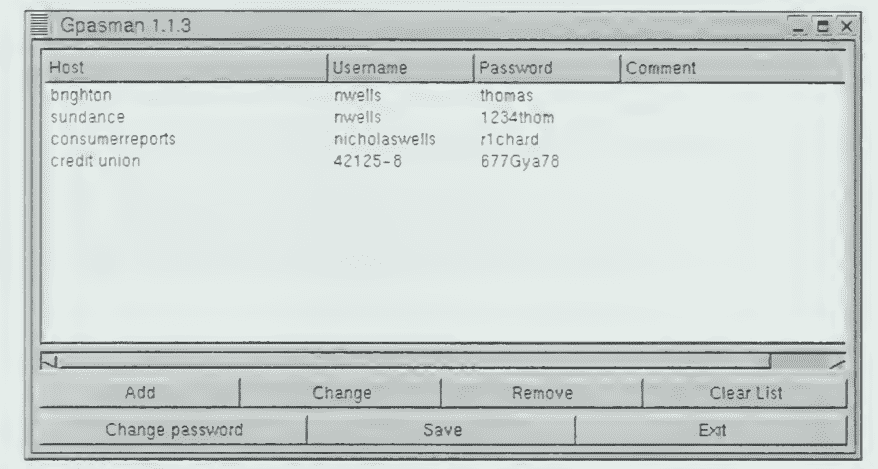 Gpasman 1.1.3
Host Username Password Comment
brighton nwells thomas
sundance nwells 1234thom
consumerreports nicholaswells r1chard
credit union 42125-8 677Gya78
Add Change Remove Clear List
Change password Save Exit